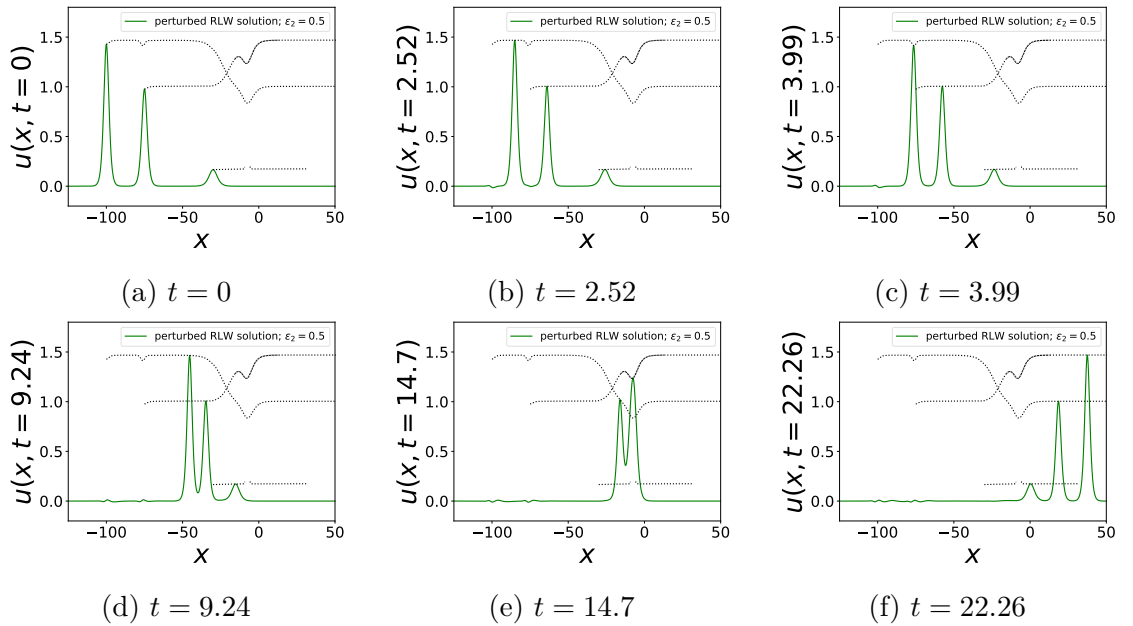 perturbed RLW solution; ε₂ = 0.5
u(x, t = 0)
1.5
1.0
0.5
0.0
−100 −50 0 50
x
(a) t = 0
perturbed RLW solution; ε₂ = 0.5
u(x, t = 2.52)
1.5
1.0
0.5
0.0
−100 −50 0 50
x
(b) t = 2.52
perturbed RLW solution; ε₂ = 0.5
u(x, t = 3.99)
1.5
1.0
0.5
0.0
−100 −50 0 50
x
(c) t = 3.99
perturbed RLW solution; ε₂ = 0.5
u(x, t = 9.24)
1.5
1.0
0.5
0.0
−100 −50 0 50
x
(d) t = 9.24
perturbed RLW solution; ε₂ = 0.5
u(x, t = 14.7)
1.5
1.0
0.5
0.0
−100 −50 0 50
x
(e) t = 14.7
perturbed RLW solution; ε₂ = 0.5
u(x, t = 22.26)
1.5
1.0
0.5
0.0
−100 −50 0 50
x
(f) t = 22.26